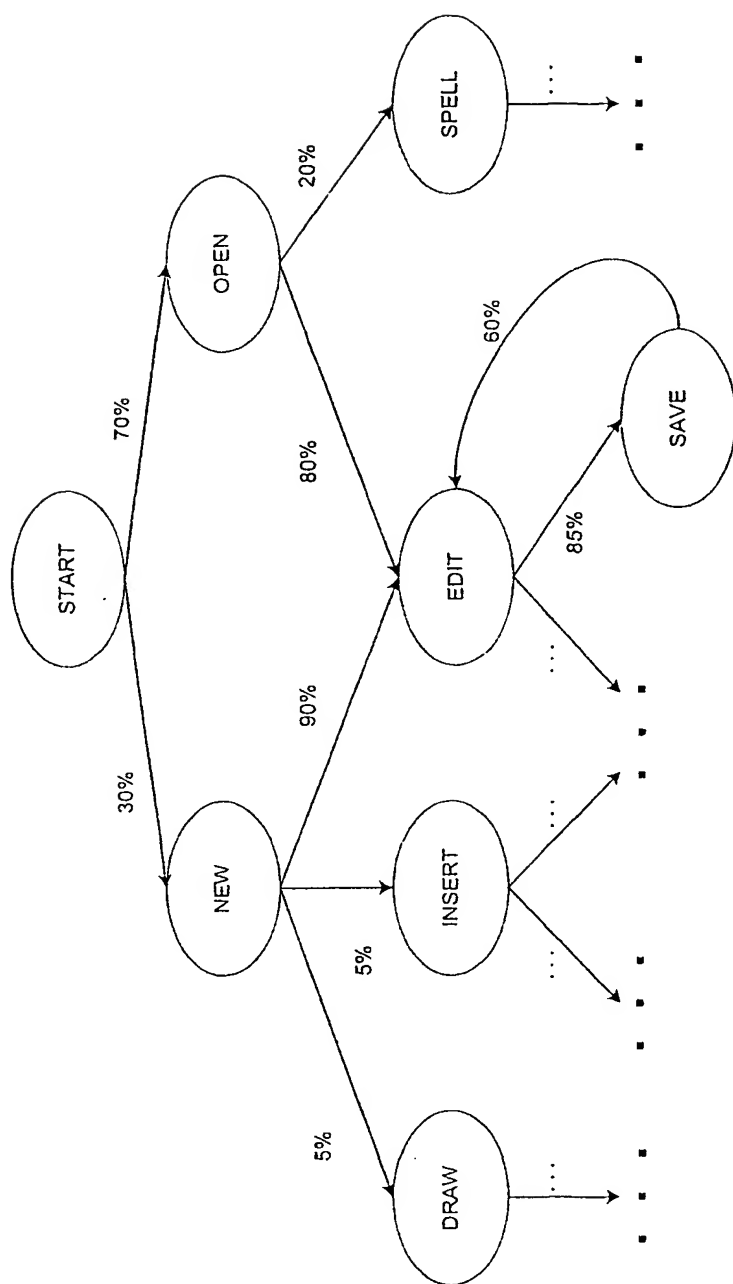 START
30%
70%
NEW
OPEN
5%
5%
90%
80%
20%
DRAW
INSERT
EDIT
SPELL
...
...
...
...
85%
60%
...
SAVE